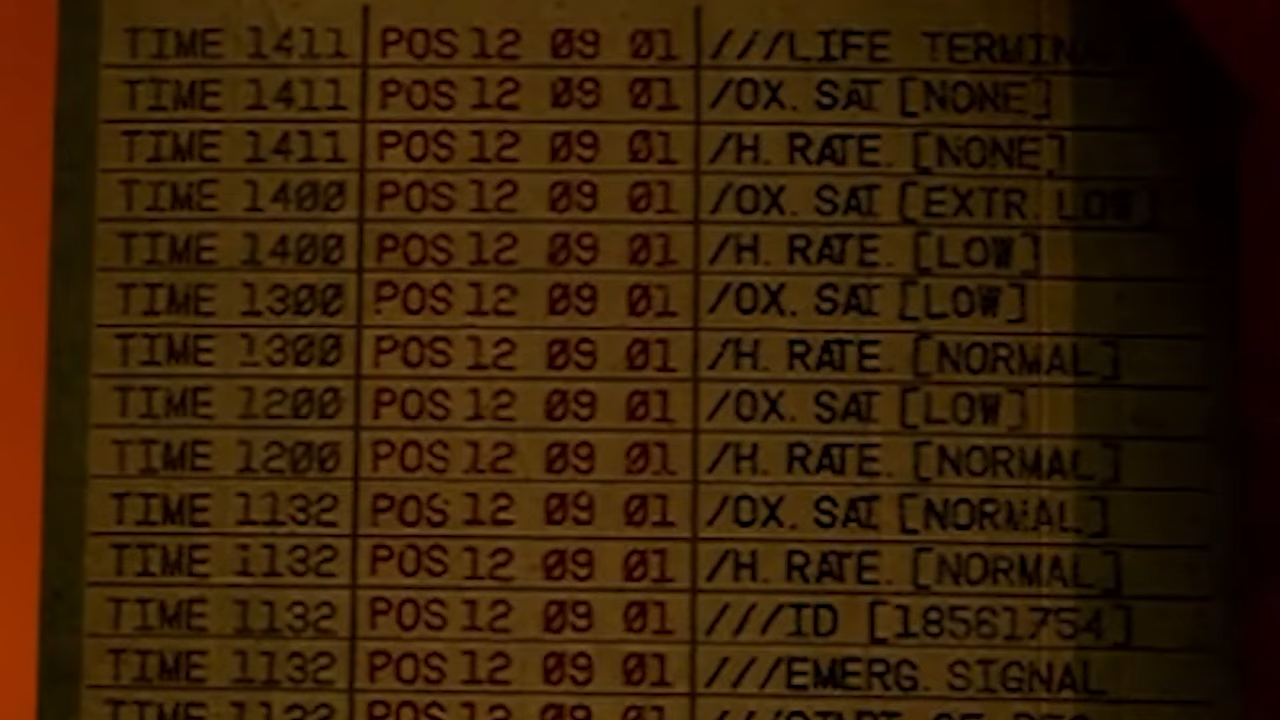 TIME 1411 POS 12 09 01 ///LIFE
TIME 1411 POS 12 09 01 /OX. SAT [NONE]
TIME 1411 POS 12 09 01 /H. RATE. [NONE]
TIME 1400 POS 12 09 01 /OX. SAT [EXTR. LOW]
TIME 1400 POS 12 09 01 /H. RATE. [LOW]
TIME 1300 POS 12 09 01 /OX. SAT [LOW]
TIME 1300 POS 12 09 01 /H. RATE. [NORMAL]
TIME 1200 POS 12 09 01 /OX. SAT [LOW]
TIME 1200 POS 12 09 01 /H. RATE. [NORMAL]
TIME 1132 POS 12 09 01 /OX. SAT [NORMAL]
TIME 1132 POS 12 09 01 /H. RATE. [NORMAL]
TIME 1132 POS 12 09 01 ///ID [18561754]
TIME 1132 POS 12 09 01 ///EMERG. SIGNAL